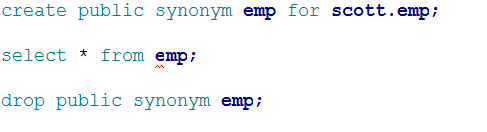 create public synonym emp for scott.emp;
select * from emp;
drop public synonym emp;